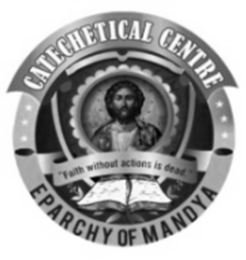 CATECHETICAL CENTRE
"Faith without actions is dead"
EPARCHY OF MANDYA